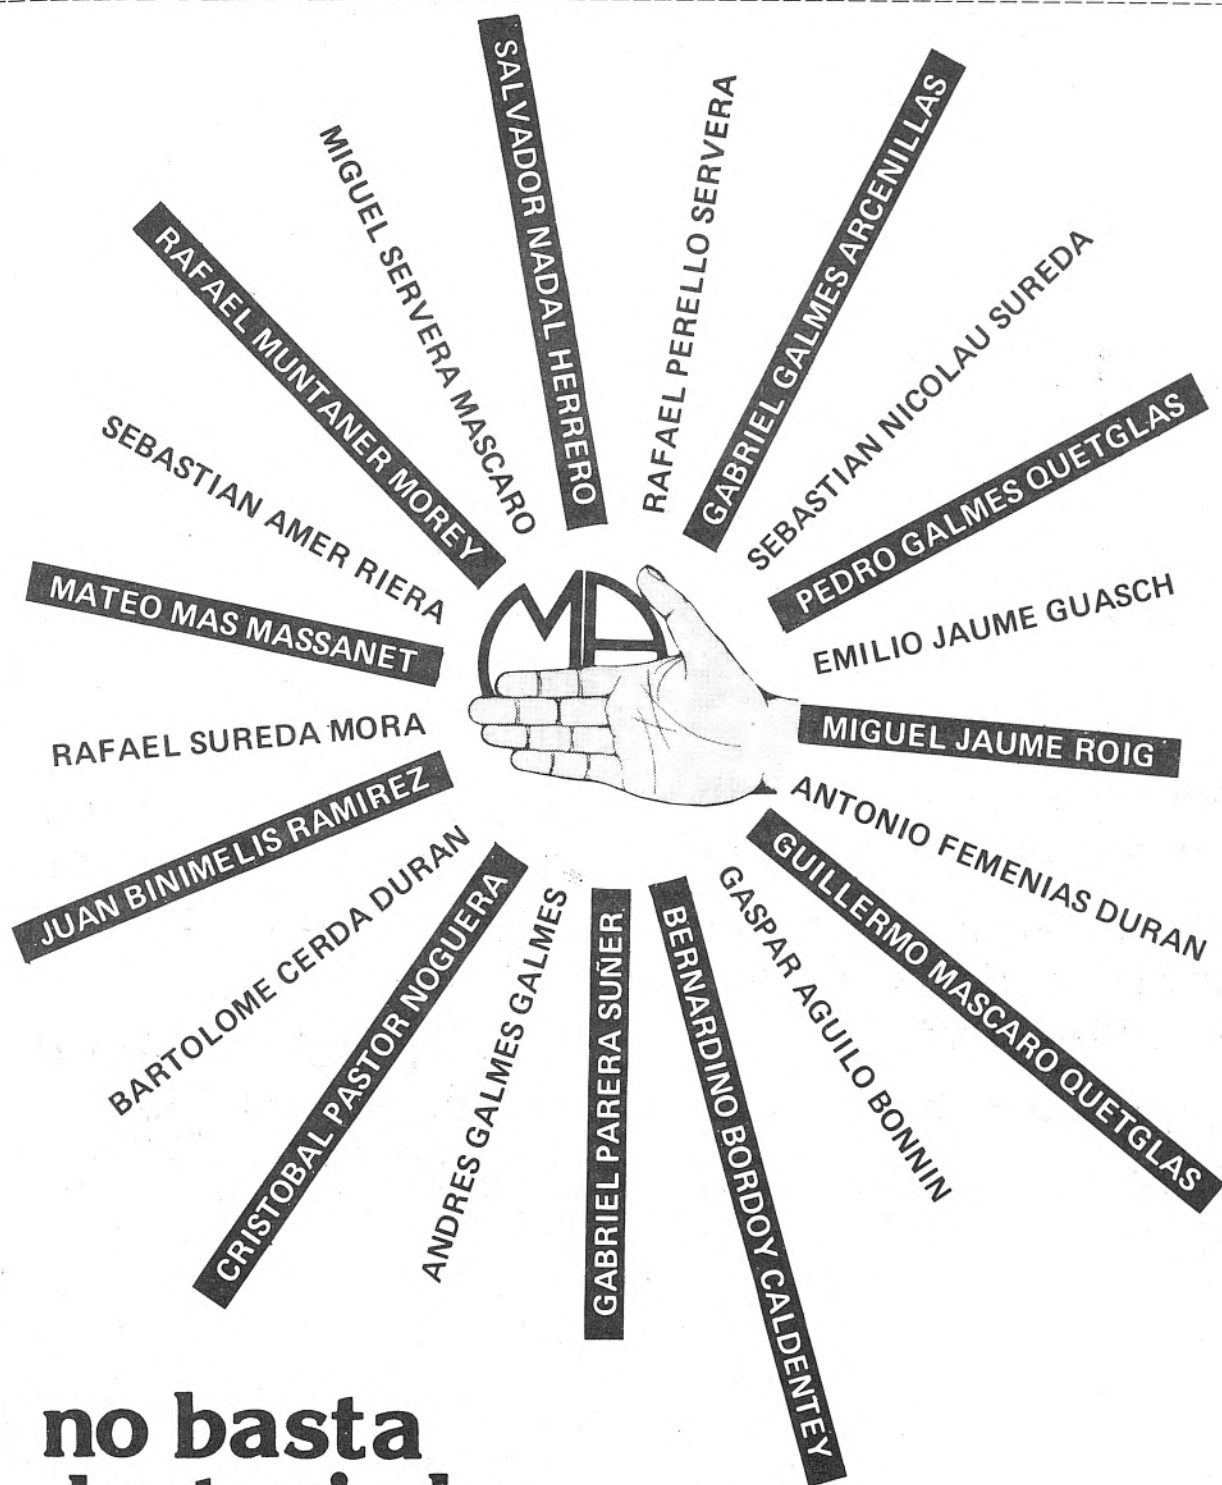 SALVADOR NADAL HERRERO
RAFAEL PERELLO SERVERA
GABRIEL GALMES ARCENILLAS
SEBASTIAN NICOLAU SUREDA
PEDRO GALMES QUETGLAS
EMILIO JAUME GUASCH
MIGUEL JAUME ROIG
ANTONIO FEMENIAS DURAN
GUILLERMO MASCARO QUETGLAS
GASPAR AGUILO BONNIN
BERNARDINO BORDOY CALDENTEY
GABRIEL PARERA SUÑER
ANDRES GALMES GALMES
CRISTOBAL PASTOR NOGUERA
BARTOLOME CERDA DURAN
JUAN BINIMELIS RAMIREZ
RAFAEL SUREDA MORA
MATEO MAS MASSANET
SEBASTIAN AMER RIERA
RAFAEL MUNTANER MOREY
MIGUEL SERVERA MASCARO
MA
no basta